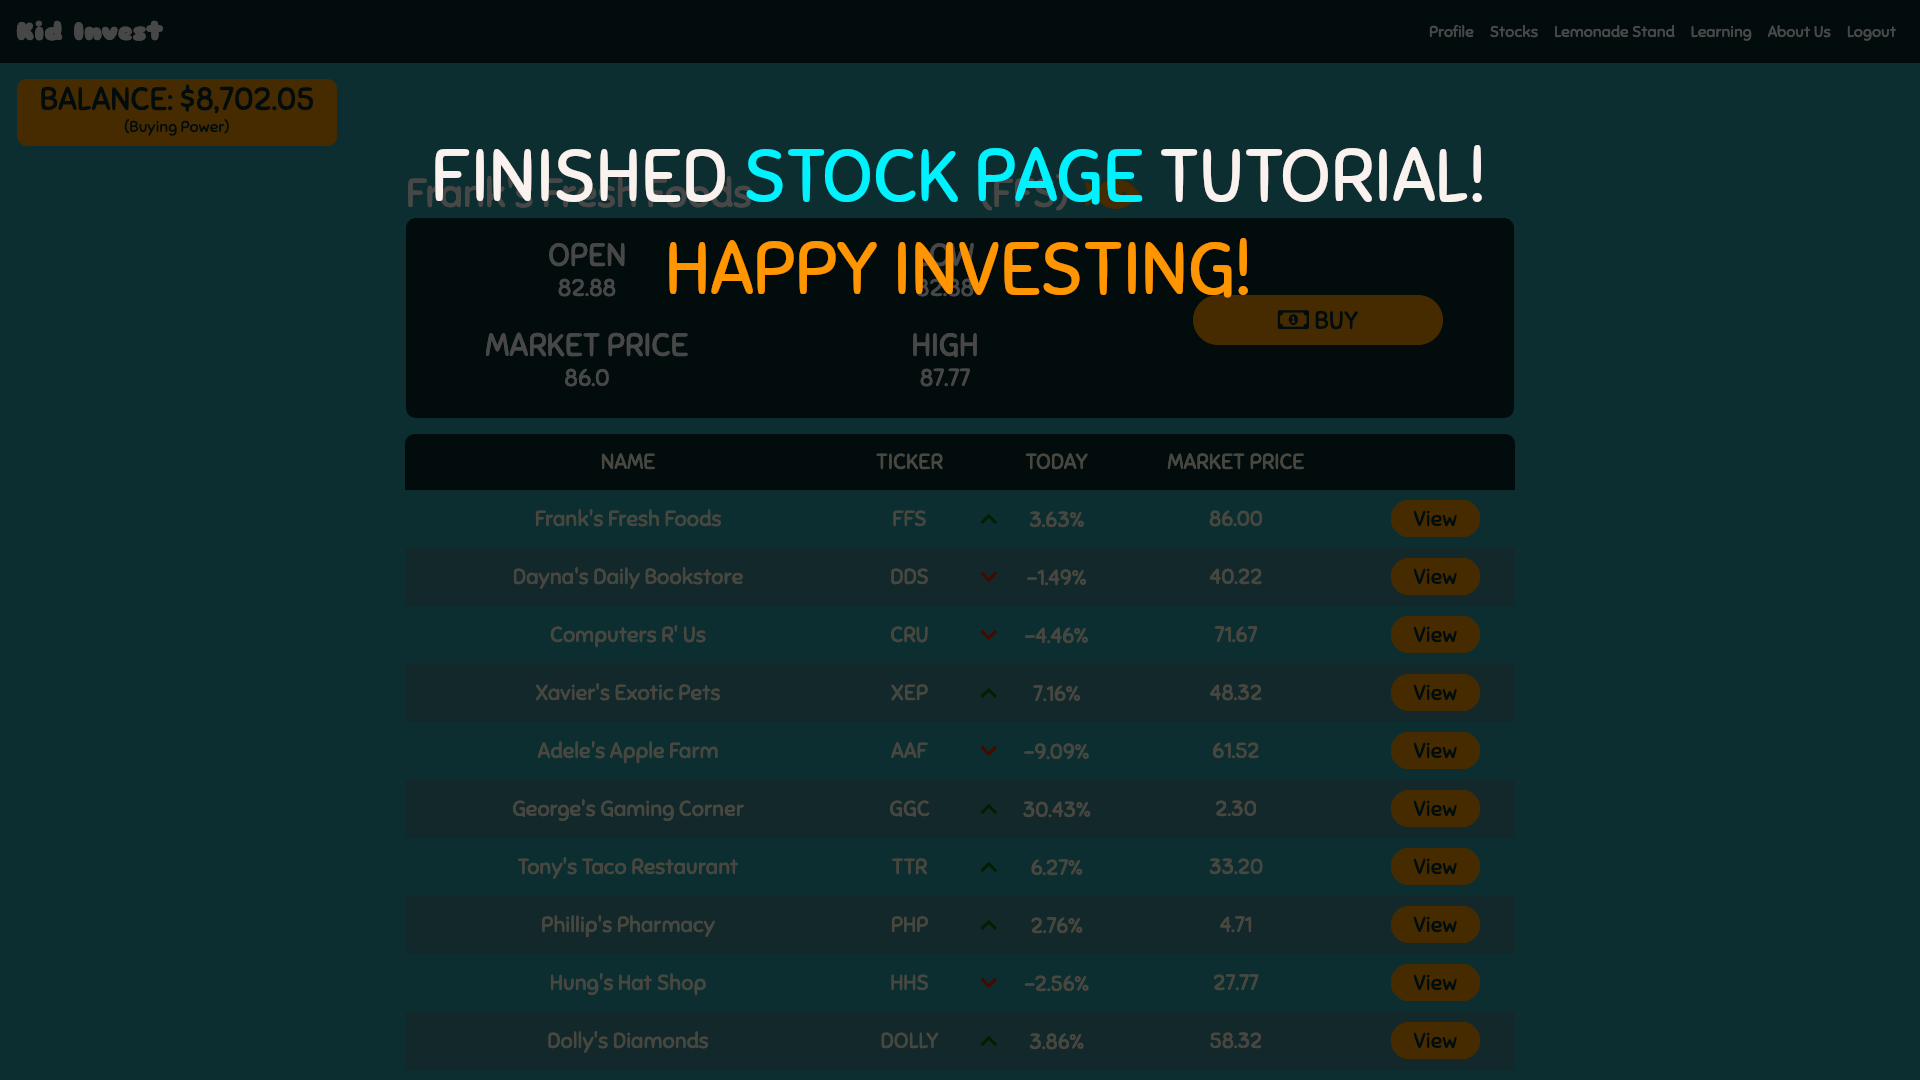 Kid Invest
Profile Stocks Lemonade Stand Learning About Us Logout
BALANCE: $8,702.05
(Buying Power)
FINISHED STOCK PAGE TUTORIAL!
Frank's Fresh Foods (FFS)
HAPPY INVESTING!
OPEN LOW
82.88 82.88
BUY
MARKET PRICE HIGH
86.0 87.77
NAME TICKER TODAY MARKET PRICE
Frank's Fresh Foods FFS 3.63% 86.00 View
Dayna's Daily Bookstore DDS -1.49% 40.22 View
Computers R' Us CRU -4.46% 71.67 View
Xavier's Exotic Pets XEP 7.16% 48.32 View
Adele's Apple Farm AAF -9.09% 61.52 View
George's Gaming Corner GGC 30.43% 2.30 View
Tony's Taco Restaurant TTR 6.27% 33.20 View
Phillip's Pharmacy PHP 2.76% 4.71 View
Hung's Hat Shop HHS -2.56% 27.77 View
Dolly's Diamonds DOLLY 3.86% 58.32 View